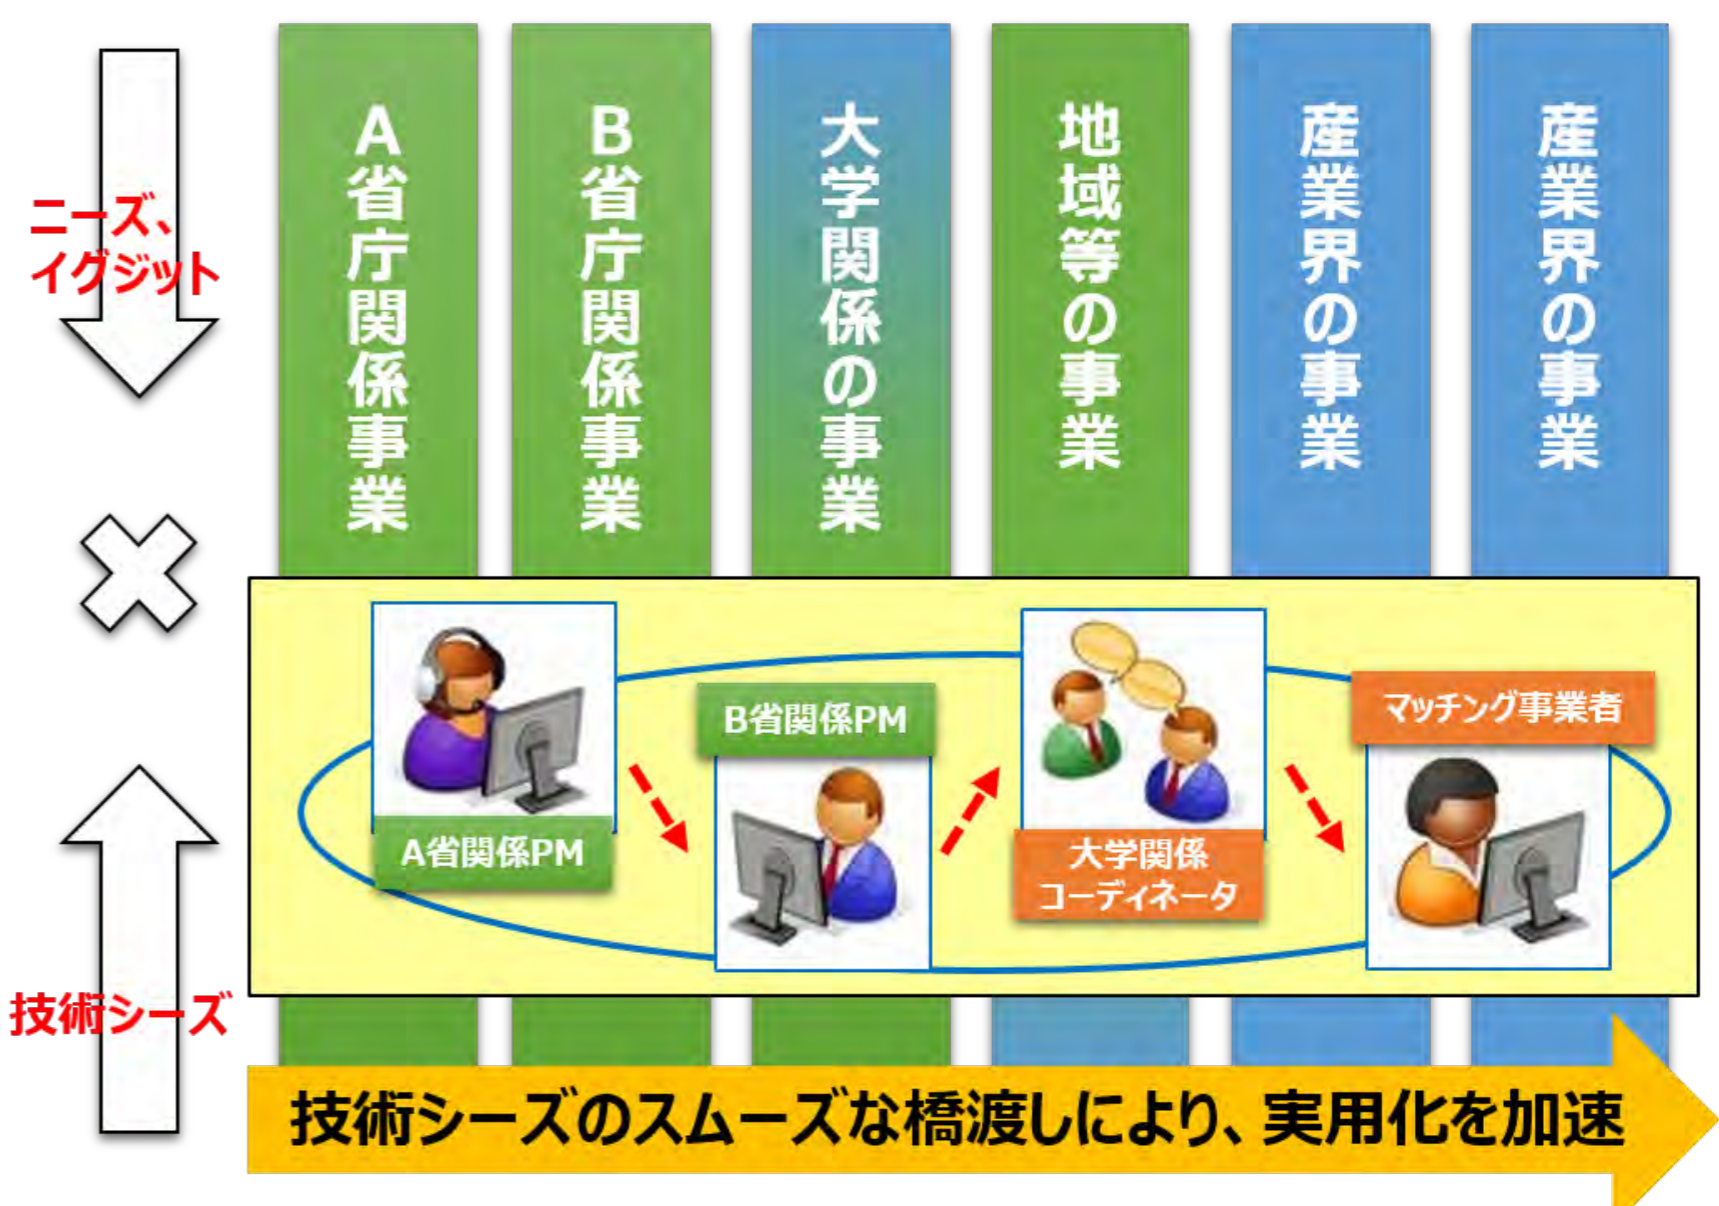 ニーズ、
イグジット
技術シーズ
A省庁関係事業
B省庁関係事業
大学関係の事業
地域等の事業
産業界の事業
産業界の事業
A省関係PM
B省関係PM
大学関係
コーディネータ
マッチング事業者
技術シーズのスムーズな橋渡しにより、実用化を加速